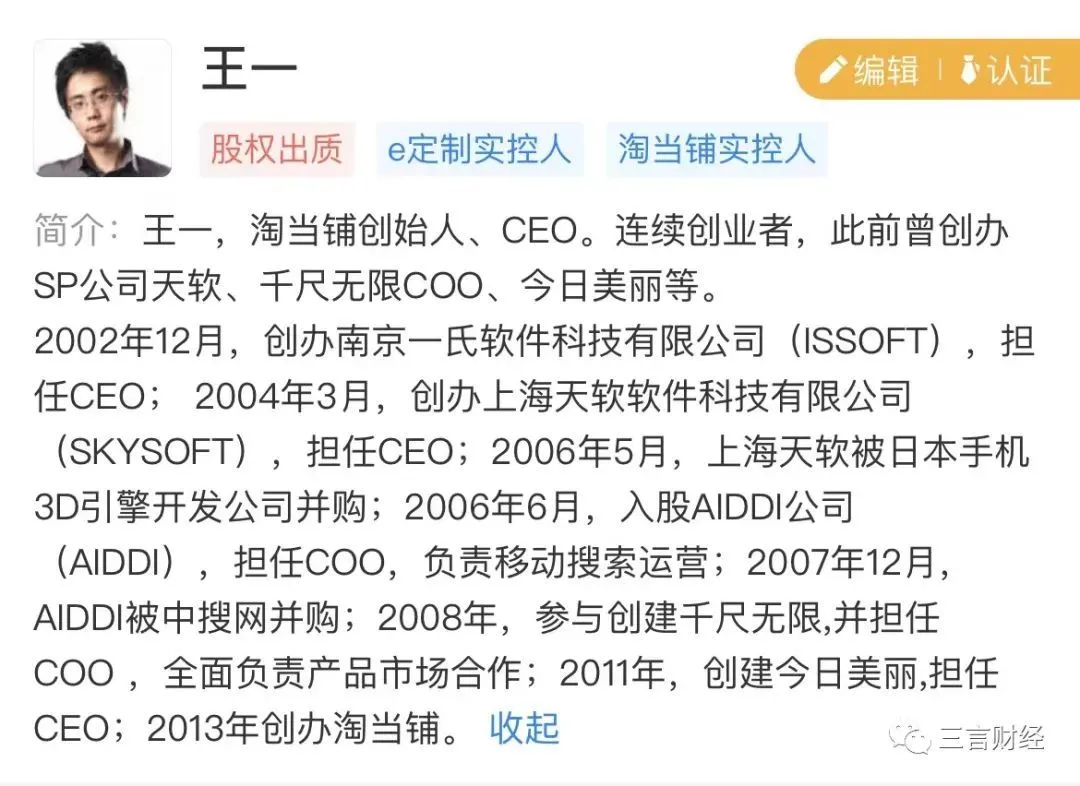 王一
编辑 | 认证
股权出质 e定制实控人 淘当铺实控人
简介：王一，淘当铺创始人、CEO。连续创业者，此前曾创办
SP公司天软、千尺无限COO、今日美丽等。
2002年12月，创办南京一氏软件科技有限公司（ISSOFT），担
任CEO； 2004年3月，创办上海天软软件科技有限公司
（SKYSOFT），担任CEO；2006年5月，上海天软被日本手机
3D引擎开发公司并购；2006年6月，入股AIDDI公司
（AIDDI），担任COO，负责移动搜索运营；2007年12月，
AIDDI被中搜网并购；2008年，参与创建千尺无限,并担任
COO ，全面负责产品市场合作；2011年，创建今日美丽,担任
CEO；2013年创办淘当铺。 收起
三言财经